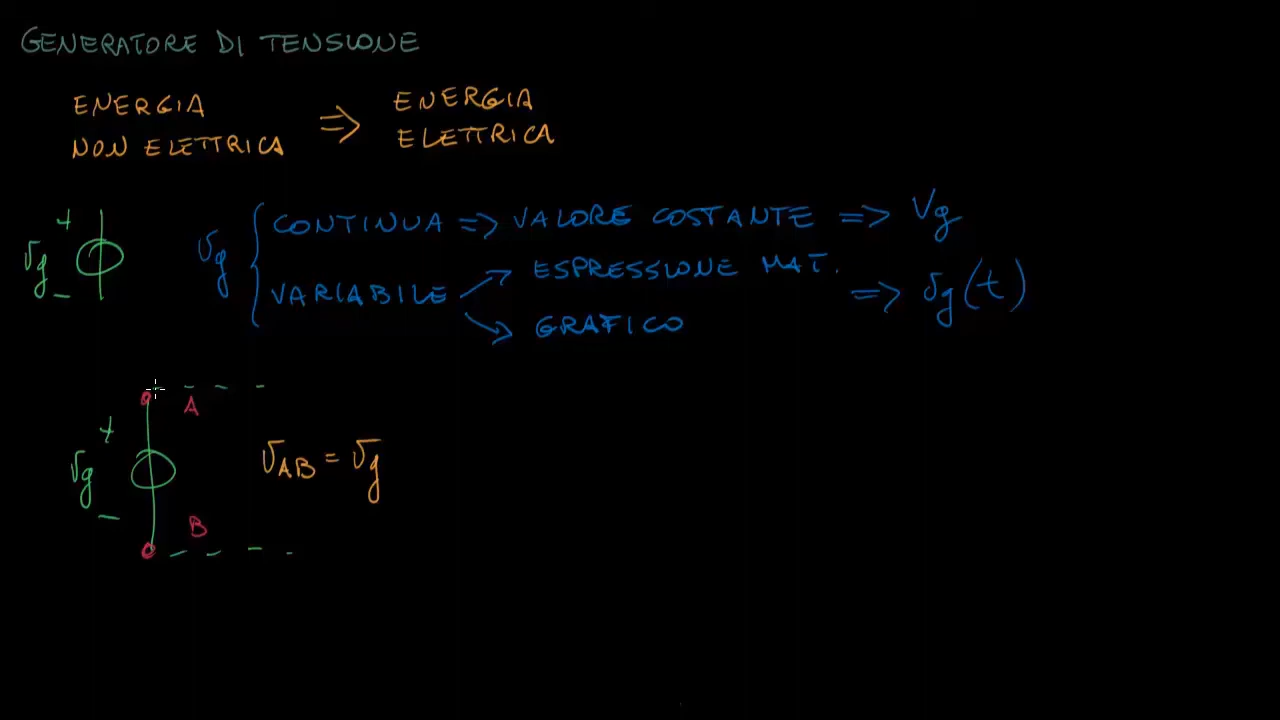 GENERATORE DI TENSIONE
ENERGIA
NON ELETTRICA
⇒
ENERGIA
ELETTRICA
+
vg
−
vg { CONTINUA ⇒ VALORE COSTANTE ⇒ Vg
VARIABILE
ESPRESSIONE MAT.
GRAFICO
⇒ vg(t)
A
+
vg
−
vAB = vg
B